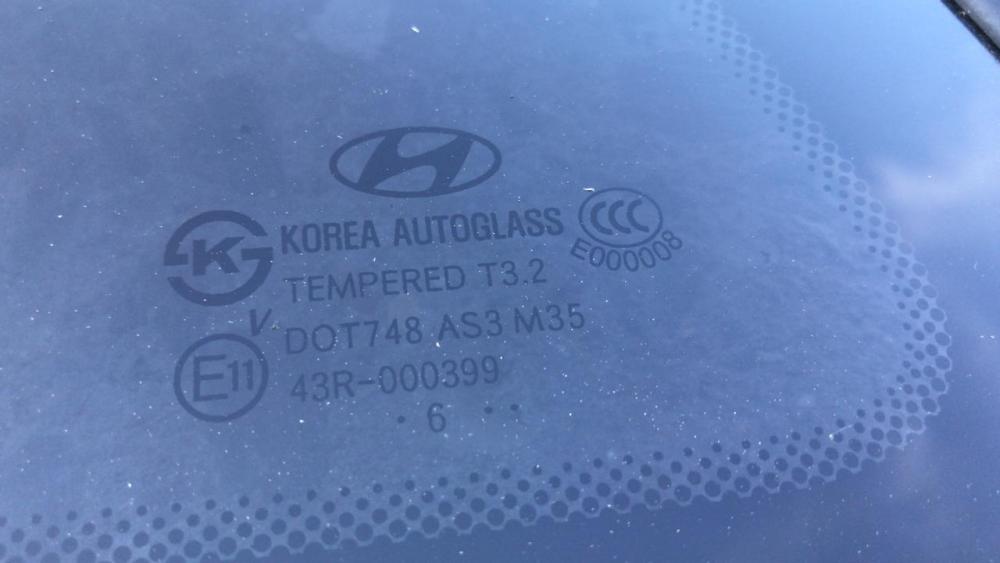 KOREA AUTOGLASS
CCC
E000008
K
TEMPERED T3.2
V
DOT748 AS3 M35
E11
43R-000399
. 6 ..